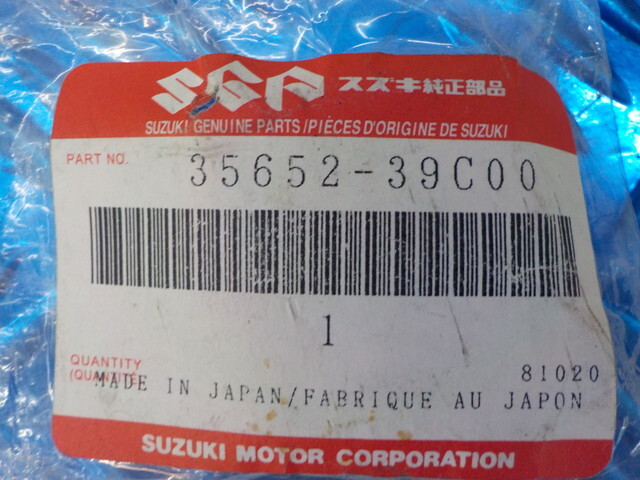 SGP スズキ純正部品
SUZUKI GENUINE PARTS/PIÈCES D'ORIGINE DE SUZUKI
PART NO. 35652-39C00
1
QUANTITY
(QUANTITÉ 81020
MADE IN JAPAN/FABRIQUE AU JAPON
SUZUKI MOTOR CORPORATION